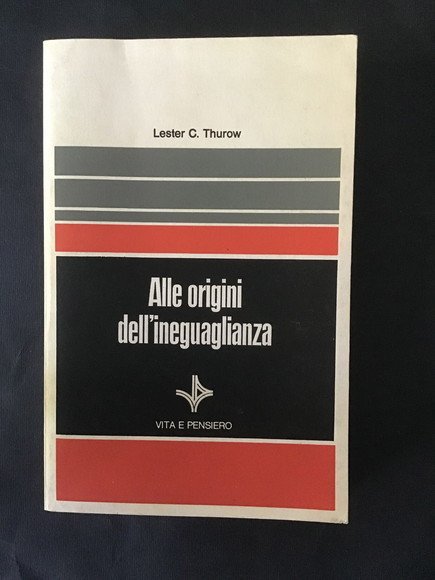 Lester C. Thurow
Alle origini
dell'ineguaglianza
VITA E PENSIERO